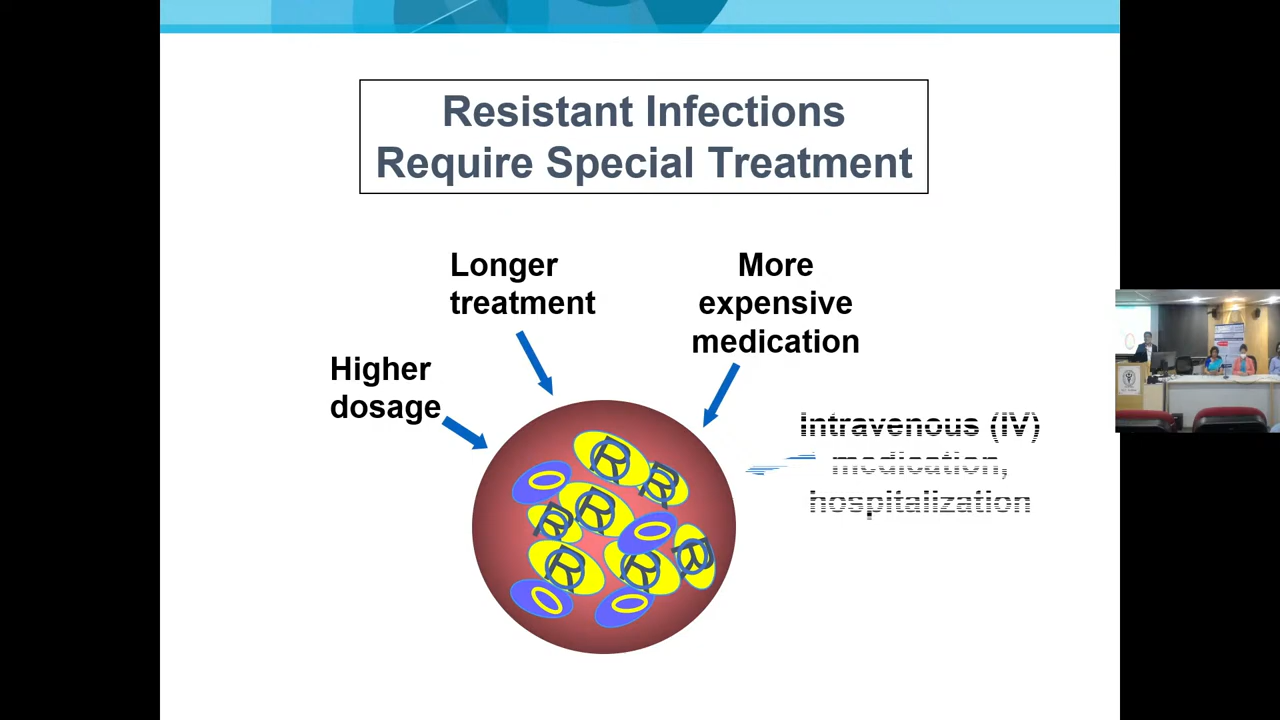 Resistant Infections
Require Special Treatment
Longer
treatment
More
expensive
medication
Higher
dosage
Intravenous (IV)
medication,
hospitalization
R
R
R
R
R
R
R